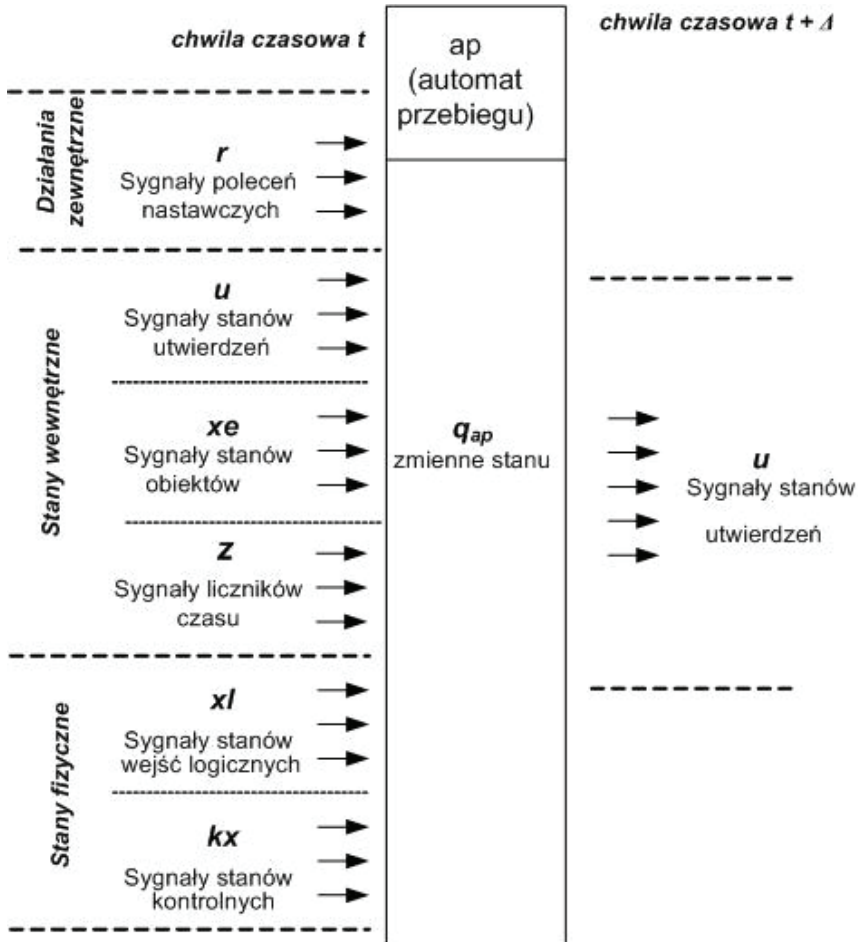 chwila czasowa t
ap
(automat
przebiegu)
chwila czasowa t + Δ
Działania
zewnętrzne
r
Sygnały poleceń
nastawczych
Stany wewnętrzne
u
Sygnały stanów
utwierdzeń
xe
Sygnały stanów
obiektów
z
Sygnały liczników
czasu
q ap
zmienne stanu
u
Sygnały stanów
utwierdzeń
Stany fizyczne
xl
Sygnały stanów
wejść logicznych
kx
Sygnały stanów
kontrolnych